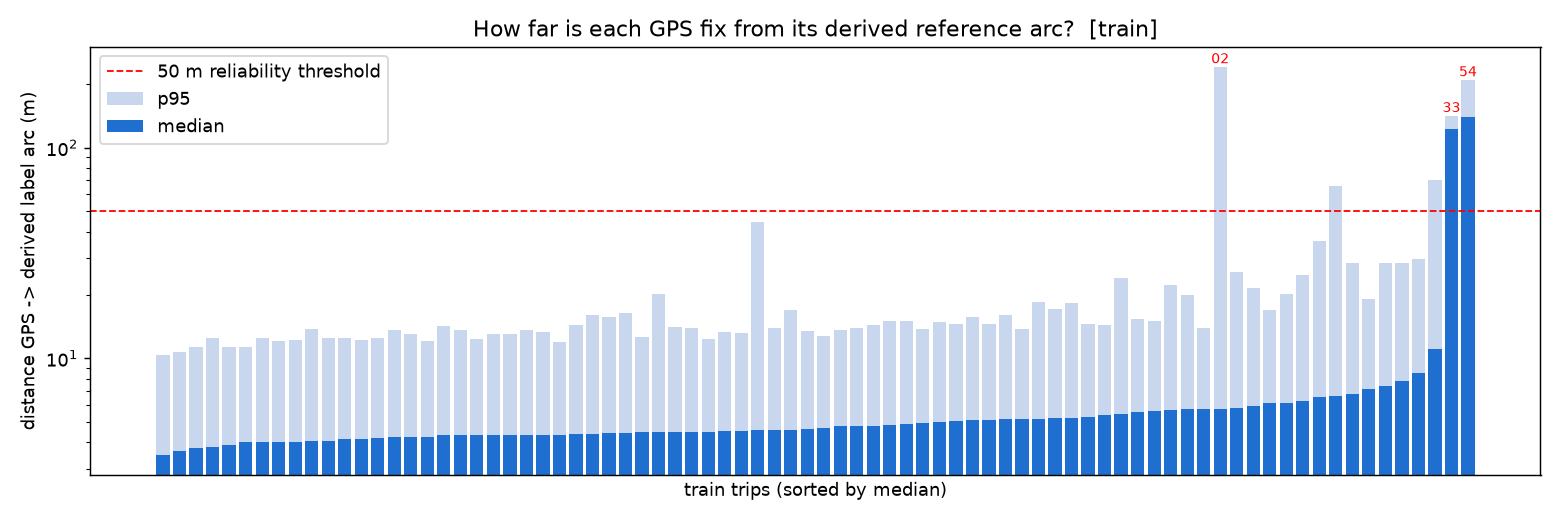 How far is each GPS fix from its derived reference arc?  [train]
50 m reliability threshold
p95
median
02
54
33
10²
10¹
distance GPS -> derived label arc (m)
train trips (sorted by median)